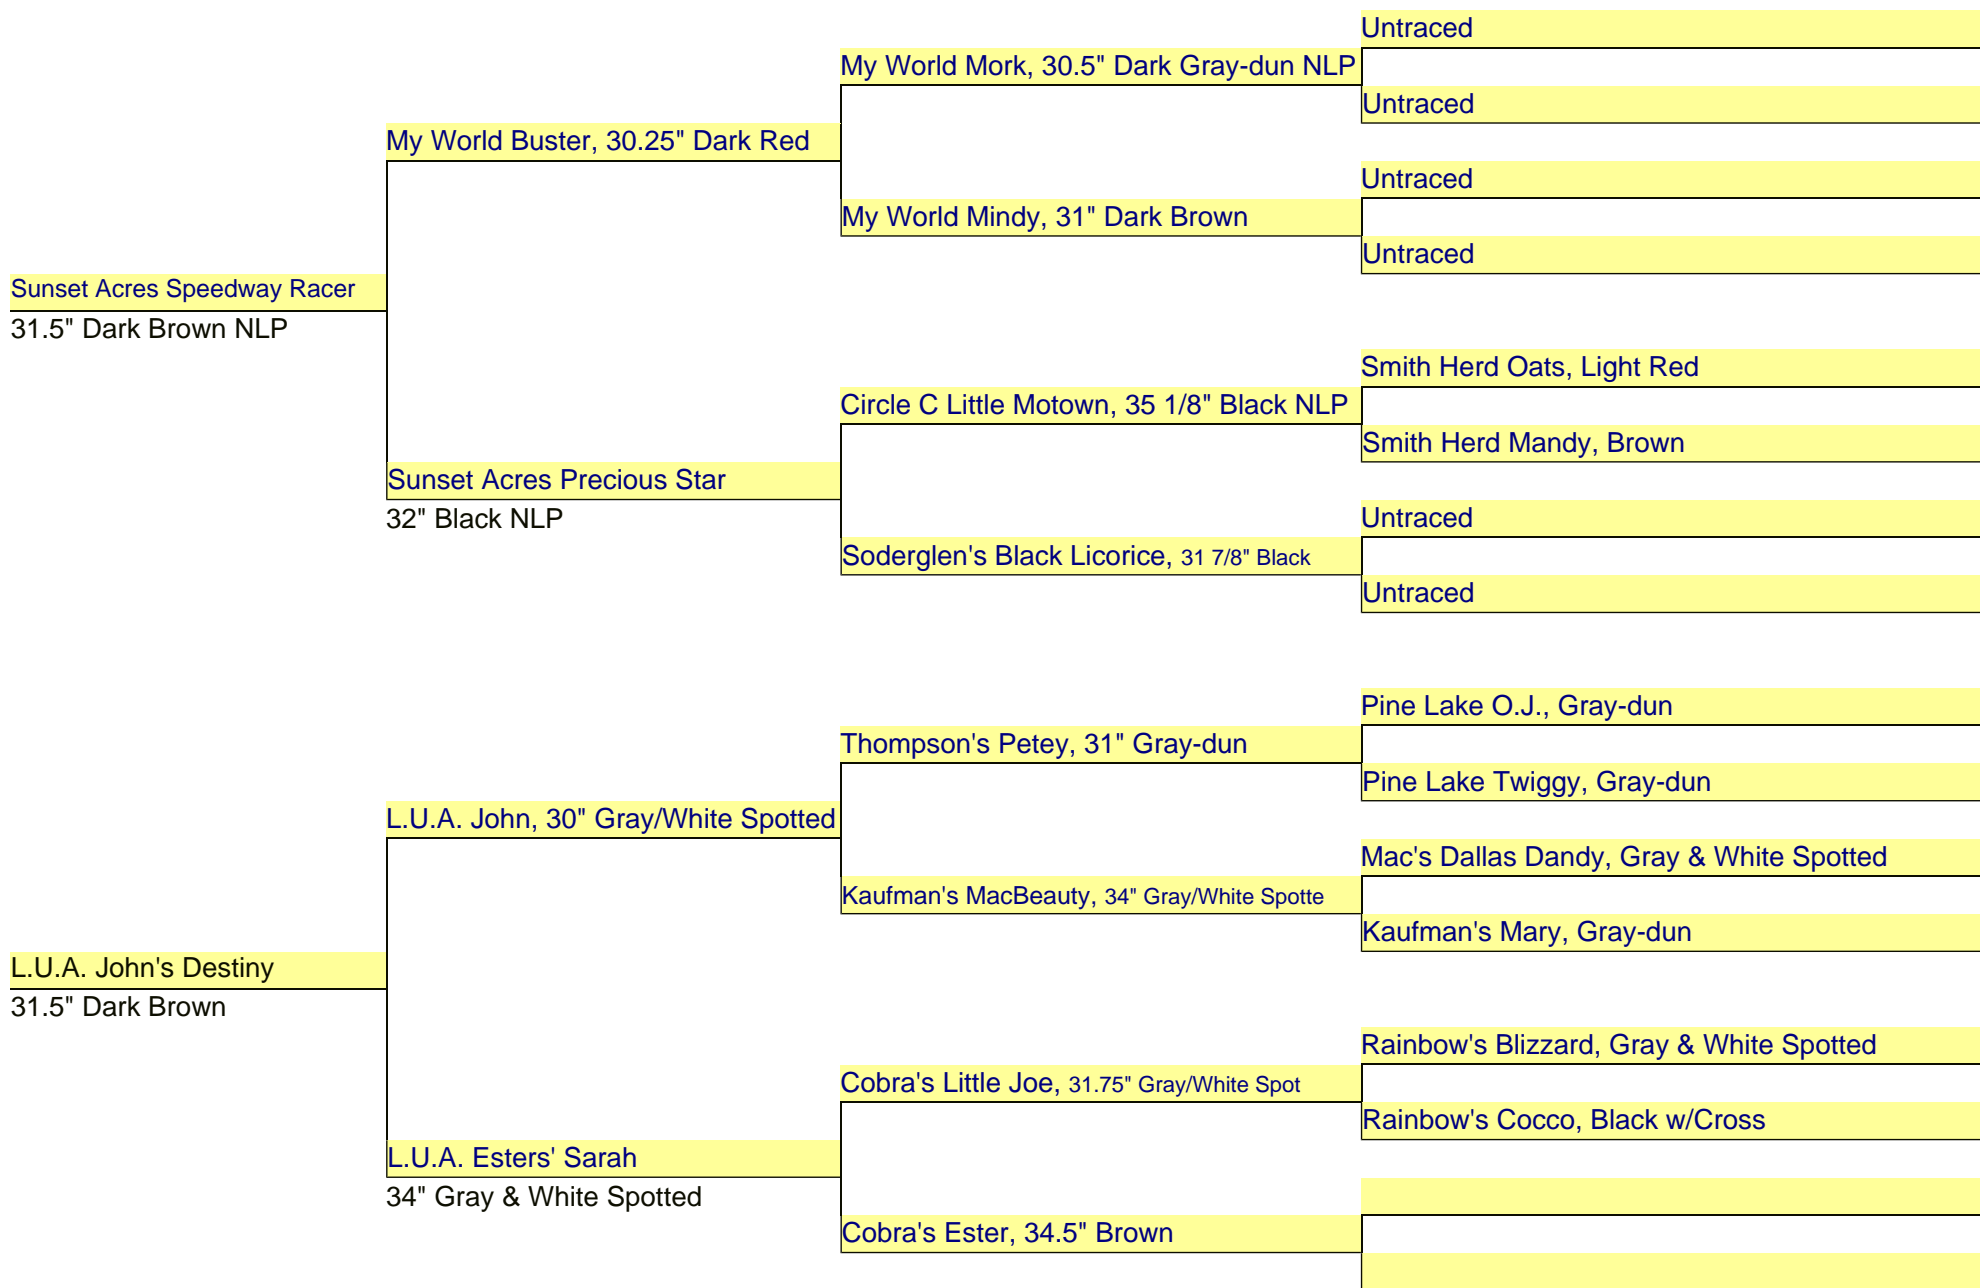 Untraced
My World Mork, 30.5" Dark Gray-dun NLP
Untraced
My World Buster, 30.25" Dark Red
Untraced
My World Mindy, 31" Dark Brown
Untraced
Sunset Acres Speedway Racer
31.5" Dark Brown NLP
Smith Herd Oats, Light Red
Circle C Little Motown, 35 1/8" Black NLP
Smith Herd Mandy, Brown
Sunset Acres Precious Star
32" Black NLP
Untraced
Soderglen's Black Licorice, 31 7/8" Black
Untraced
Pine Lake O.J., Gray-dun
Thompson's Petey, 31" Gray-dun
Pine Lake Twiggy, Gray-dun
L.U.A. John, 30" Gray/White Spotted
Mac's Dallas Dandy, Gray & White Spotted
Kaufman's MacBeauty, 34" Gray/White Spotte
Kaufman's Mary, Gray-dun
L.U.A. John's Destiny
31.5" Dark Brown
Rainbow's Blizzard, Gray & White Spotted
Cobra's Little Joe, 31.75" Gray/White Spot
Rainbow's Cocco, Black w/Cross
L.U.A. Esters' Sarah
34" Gray & White Spotted
Cobra's Ester, 34.5" Brown